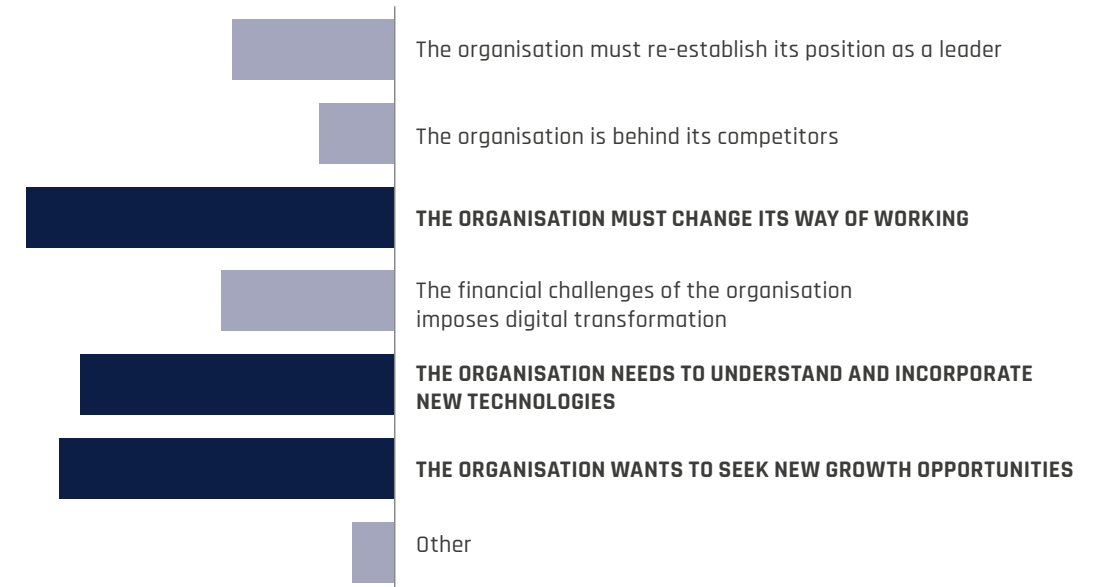 The organisation must re-establish its position as a leader
The organisation is behind its competitors
THE ORGANISATION MUST CHANGE ITS WAY OF WORKING
The financial challenges of the organisation
imposes digital transformation
THE ORGANISATION NEEDS TO UNDERSTAND AND INCORPORATE
NEW TECHNOLOGIES
THE ORGANISATION WANTS TO SEEK NEW GROWTH OPPORTUNITIES
Other